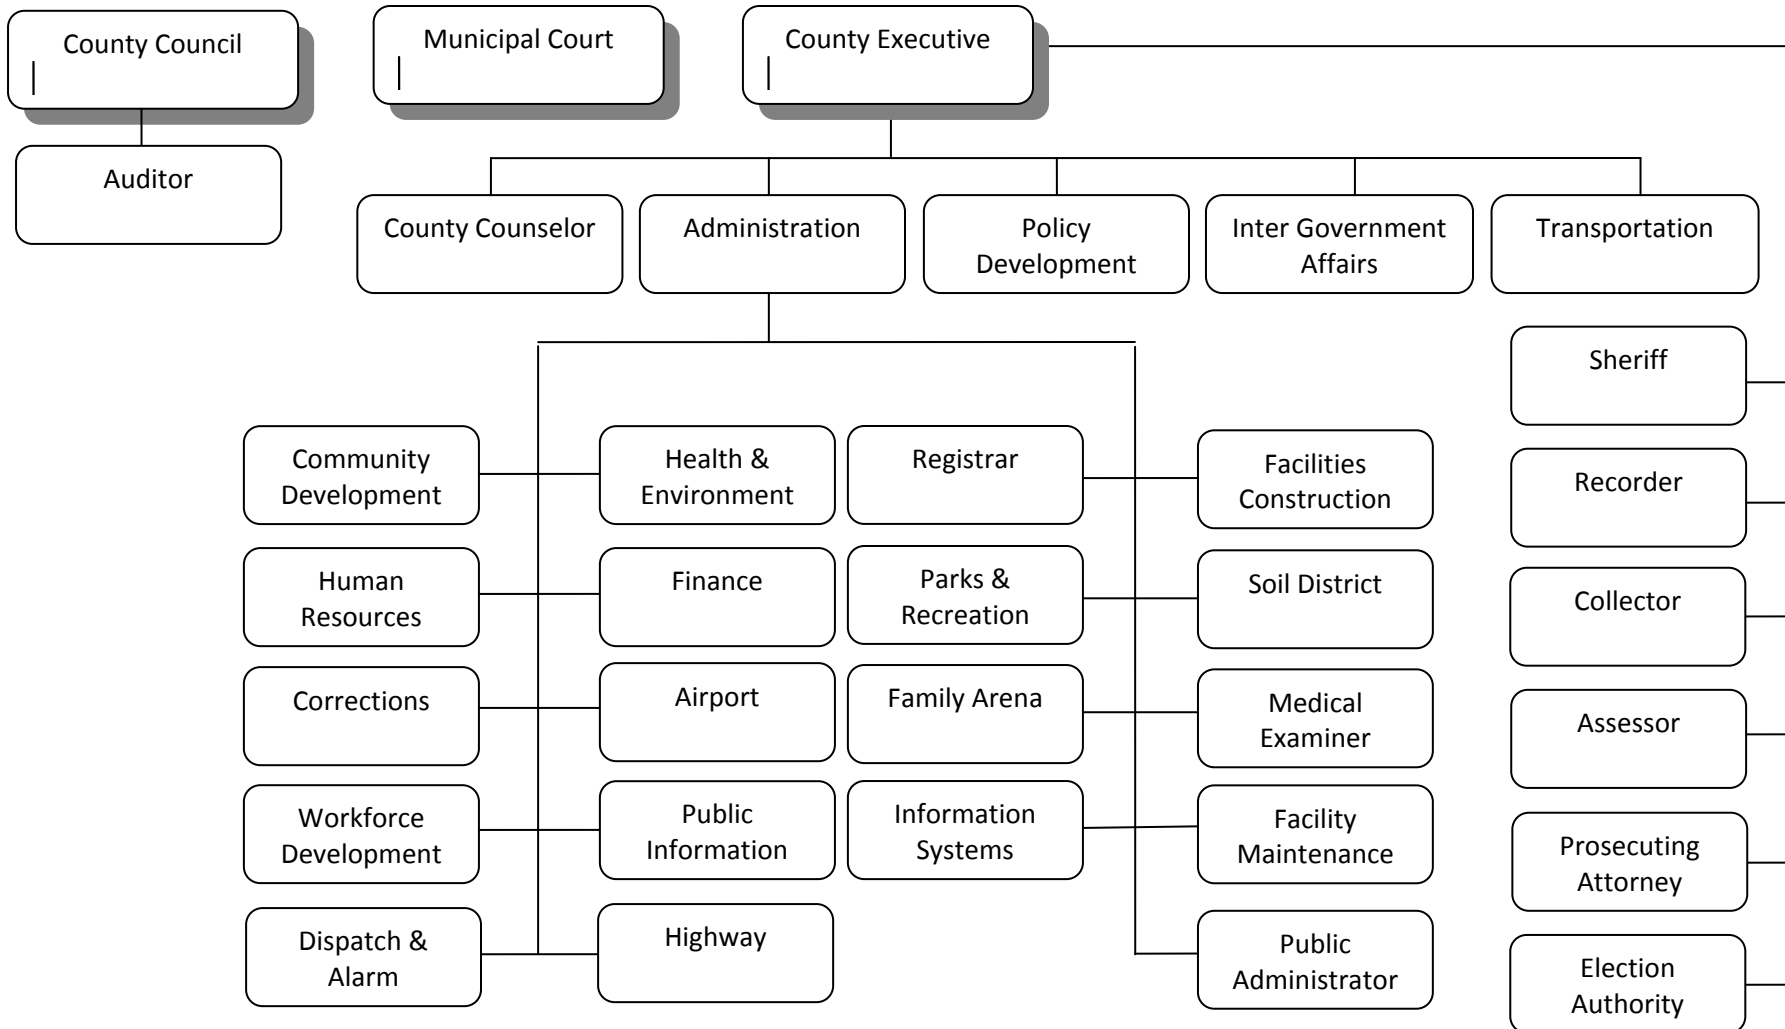 County Council
Municipal Court
County Executive
Auditor
County Counselor
Administration
Policy
Development
Inter Government
Affairs
Transportation
Sheriff
Community
Development
Health &
Environment
Registrar
Facilities
Construction
Recorder
Human
Resources
Finance
Parks &
Recreation
Soil District
Collector
Corrections
Airport
Family Arena
Medical
Examiner
Assessor
Workforce
Development
Public
Information
Information
Systems
Facility
Maintenance
Prosecuting
Attorney
Dispatch &
Alarm
Highway
Public
Administrator
Election
Authority